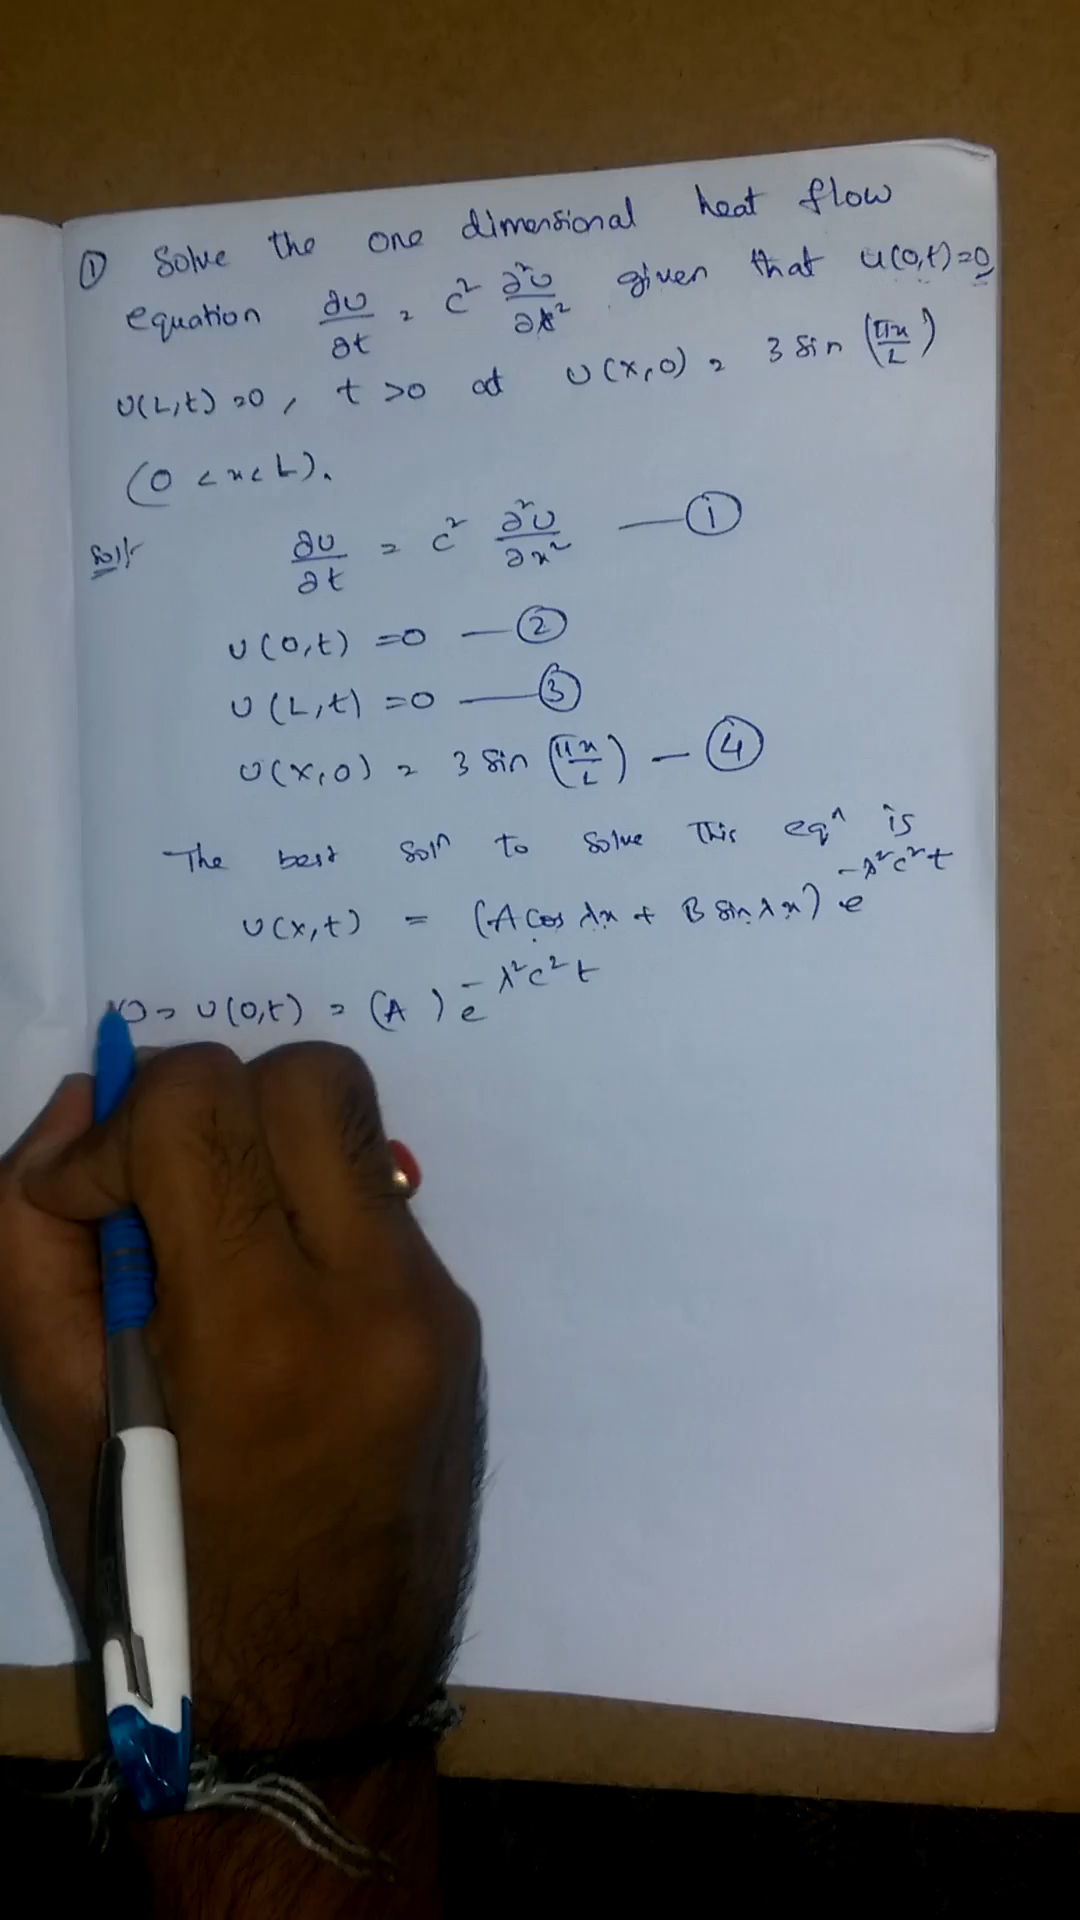 ① Solve the one dimensional heat flow
equation ∂U/∂t = c² ∂²U/∂x² given that u(0,t)=0
U(L,t)=0, t>0 at U(x,0) = 3 Sin (πx/L)
(0 < x < L).
Sol:- ∂U/∂t = c² ∂²U/∂x² — ①
U(0,t) =0 — ②
U(L,t) =0 — ③
U(x,0) = 3 Sin (πx/L) — ④
The best Solⁿ to Solve This eqⁿ is
U(x,t) = (A Cos λx + B Sin λx) e^{-λ²c²t}
0 = U(0,t) = (A ) e^{-λ²c²t}